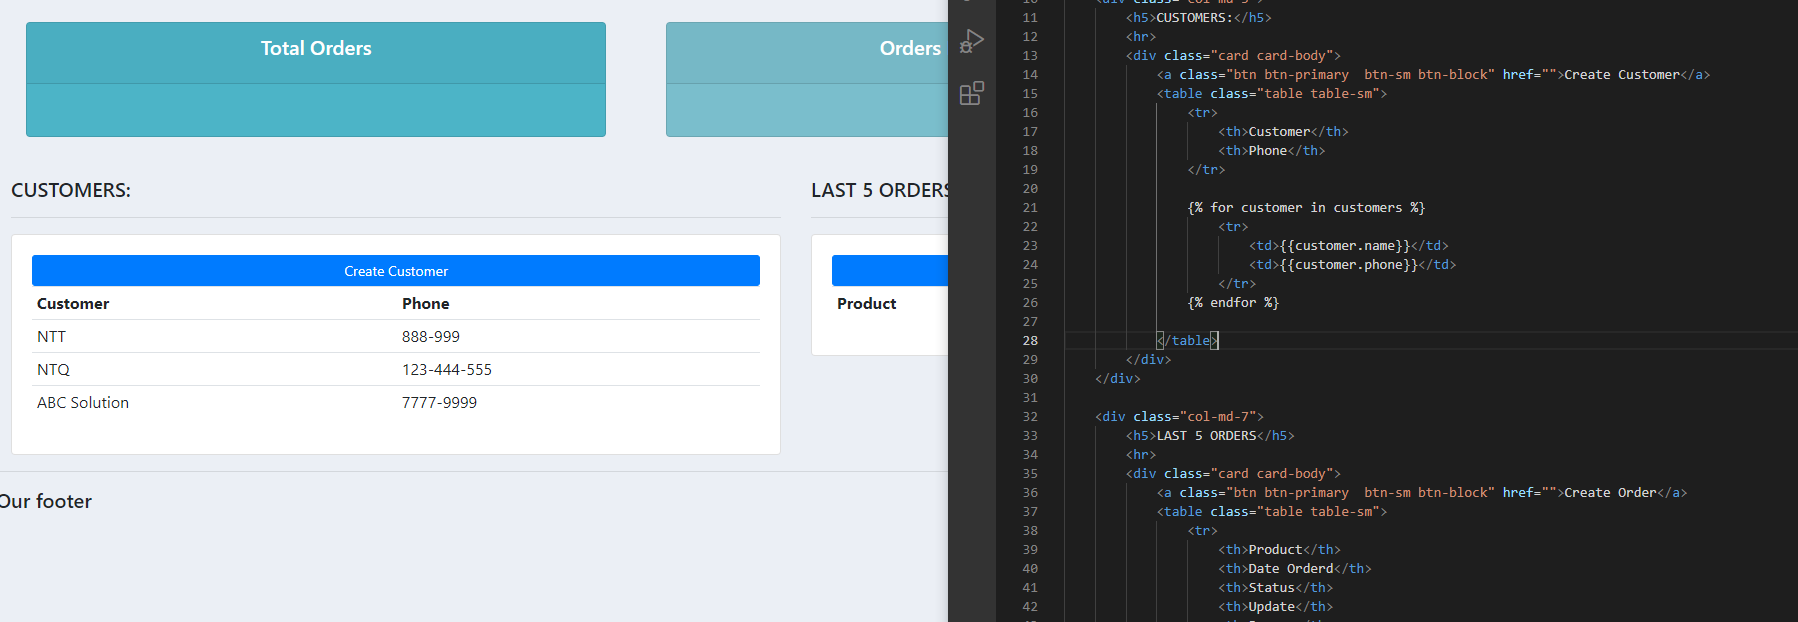 Total Orders
Orders
CUSTOMERS:
LAST 5 ORDERS
Create Customer
Customer Phone
Product
NTT 888-999
NTQ 123-444-555
ABC Solution 7777-9999
Our footer
11 <h5>CUSTOMERS:</h5>
12 <hr>
13 <div class="card card-body">
14 <a class="btn btn-primary  btn-sm btn-block" href="">Create Customer</a>
15 <table class="table table-sm">
16 <tr>
17 <th>Customer</th>
18 <th>Phone</th>
19 </tr>
20
21 {% for customer in customers %}
22 <tr>
23 <td>{{customer.name}}</td>
24 <td>{{customer.phone}}</td>
25 </tr>
26 {% endfor %}
27
28 </table>
29 </div>
30 </div>
31
32 <div class="col-md-7">
33 <h5>LAST 5 ORDERS</h5>
34 <hr>
35 <div class="card card-body">
36 <a class="btn btn-primary  btn-sm btn-block" href="">Create Order</a>
37 <table class="table table-sm">
38 <tr>
39 <th>Product</th>
40 <th>Date Orderd</th>
41 <th>Status</th>
42 <th>Update</th>